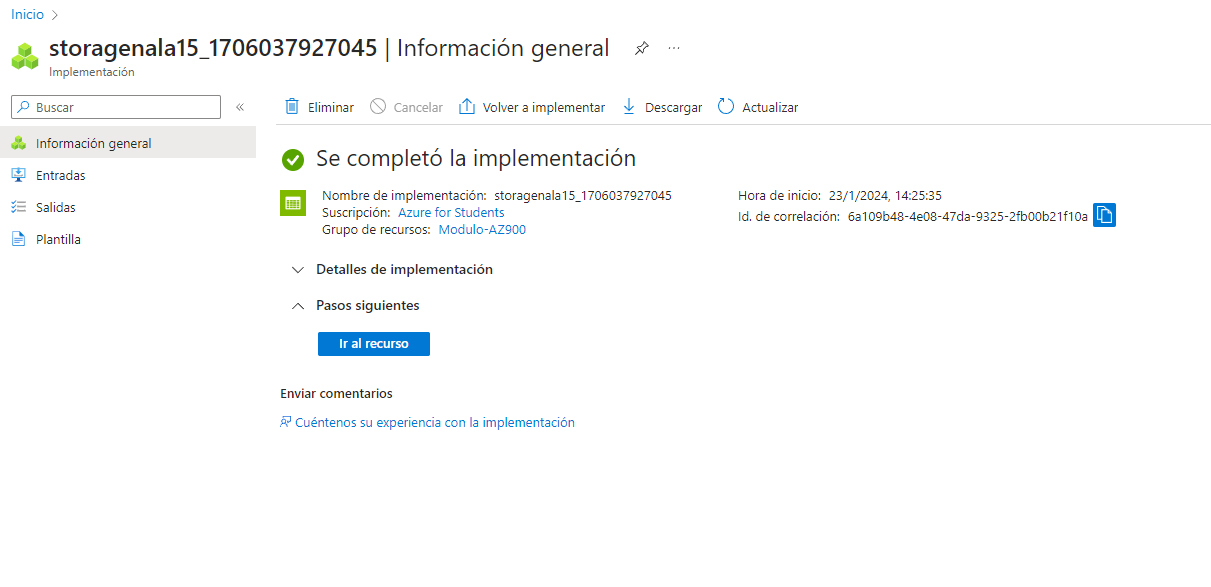 Inicio
storagenala15_1706037927045 | Información general
Implementación
Buscar
Eliminar
Cancelar
Volver a implementar
Descargar
Actualizar
Información general
Entradas
Salidas
Plantilla
Se completó la implementación
Nombre de implementación: storagenala15_1706037927045
Suscripción: Azure for Students
Grupo de recursos: Modulo-AZ900
Hora de inicio: 23/1/2024, 14:25:35
Id. de correlación: 6a109b48-4e08-47da-9325-2fb00b21f10a
Detalles de implementación
Pasos siguientes
Ir al recurso
Enviar comentarios
Cuéntenos su experiencia con la implementación